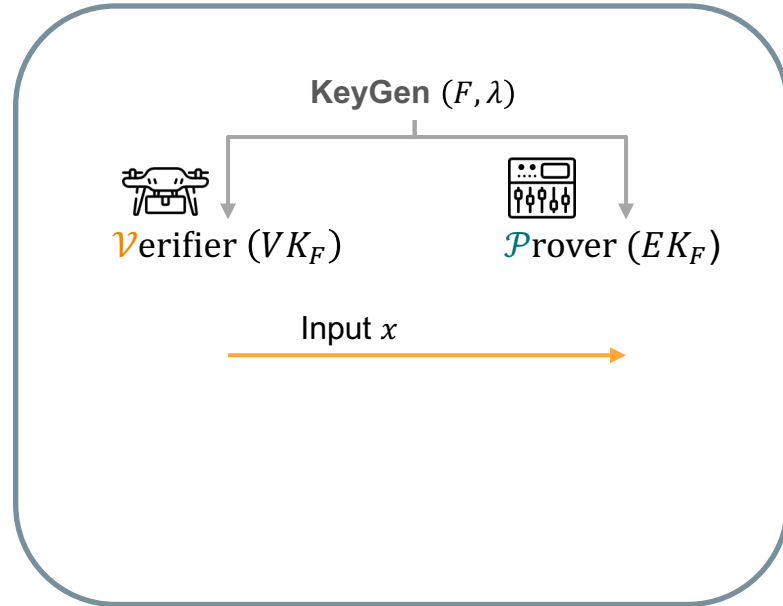 KeyGen (F, λ)
𝒱erifier (VK_F) 𝒫rover (EK_F)
Input x